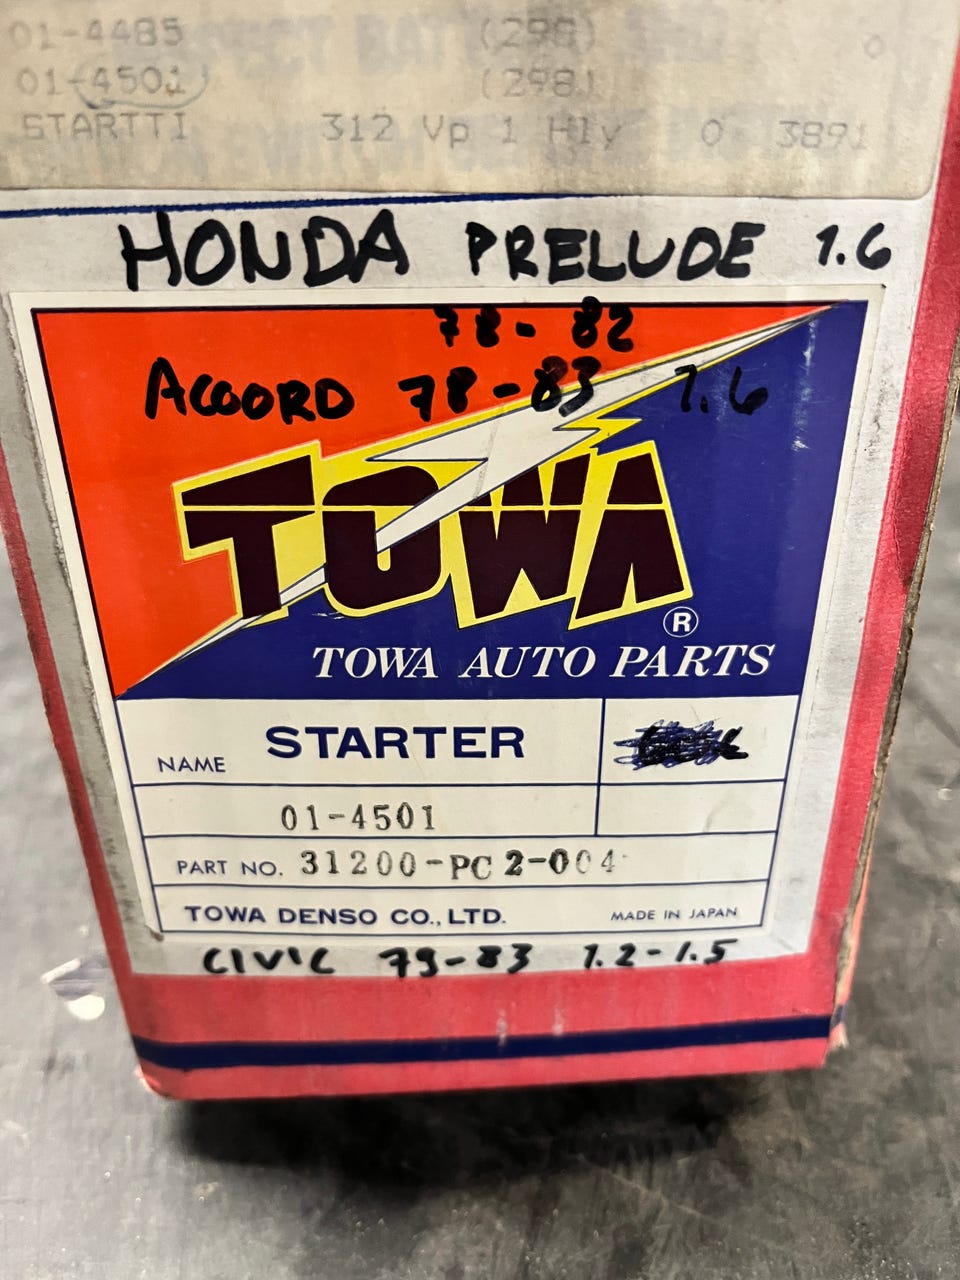 01-4485 (298) 0
01-4501 (298)
STARTTI 312 Vp 1 Hly 0 3891
HONDA PRELUDE 1.6
78-82
ACCORD 78-83 1.6
TOWA
®
TOWA AUTO PARTS
NAME STARTER
01-4501
PART NO. 31200-PC2-004
TOWA DENSO CO., LTD. MADE IN JAPAN
CIVIC 79-83 1.2-1.5